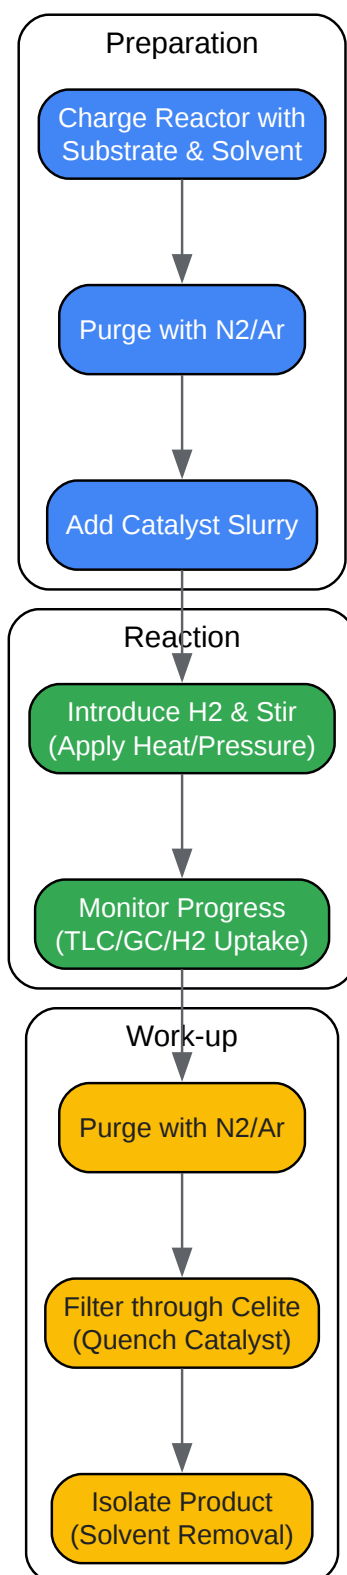 Preparation
Charge Reactor with
Substrate & Solvent
Purge with N2/Ar
Add Catalyst Slurry
Reaction
Introduce H2 & Stir
(Apply Heat/Pressure)
Monitor Progress
(TLC/GC/H2 Uptake)
Work-up
Purge with N2/Ar
Filter through Celite
(Quench Catalyst)
Isolate Product
(Solvent Removal)